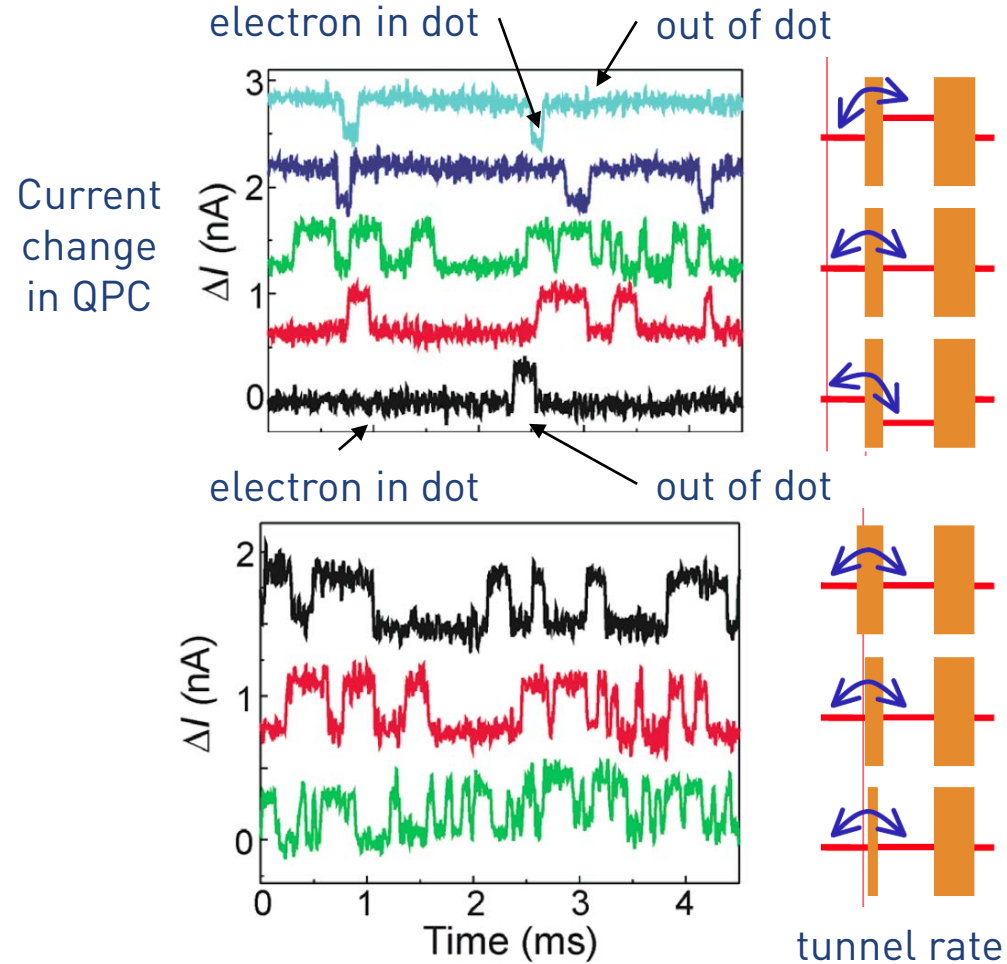 electron in dot
out of dot
Current
change
in QPC
ΔI (nA)
3
2
1
0
electron in dot
out of dot
ΔI (nA)
2
1
0
0 1 2 3 4
Time (ms)
tunnel rate